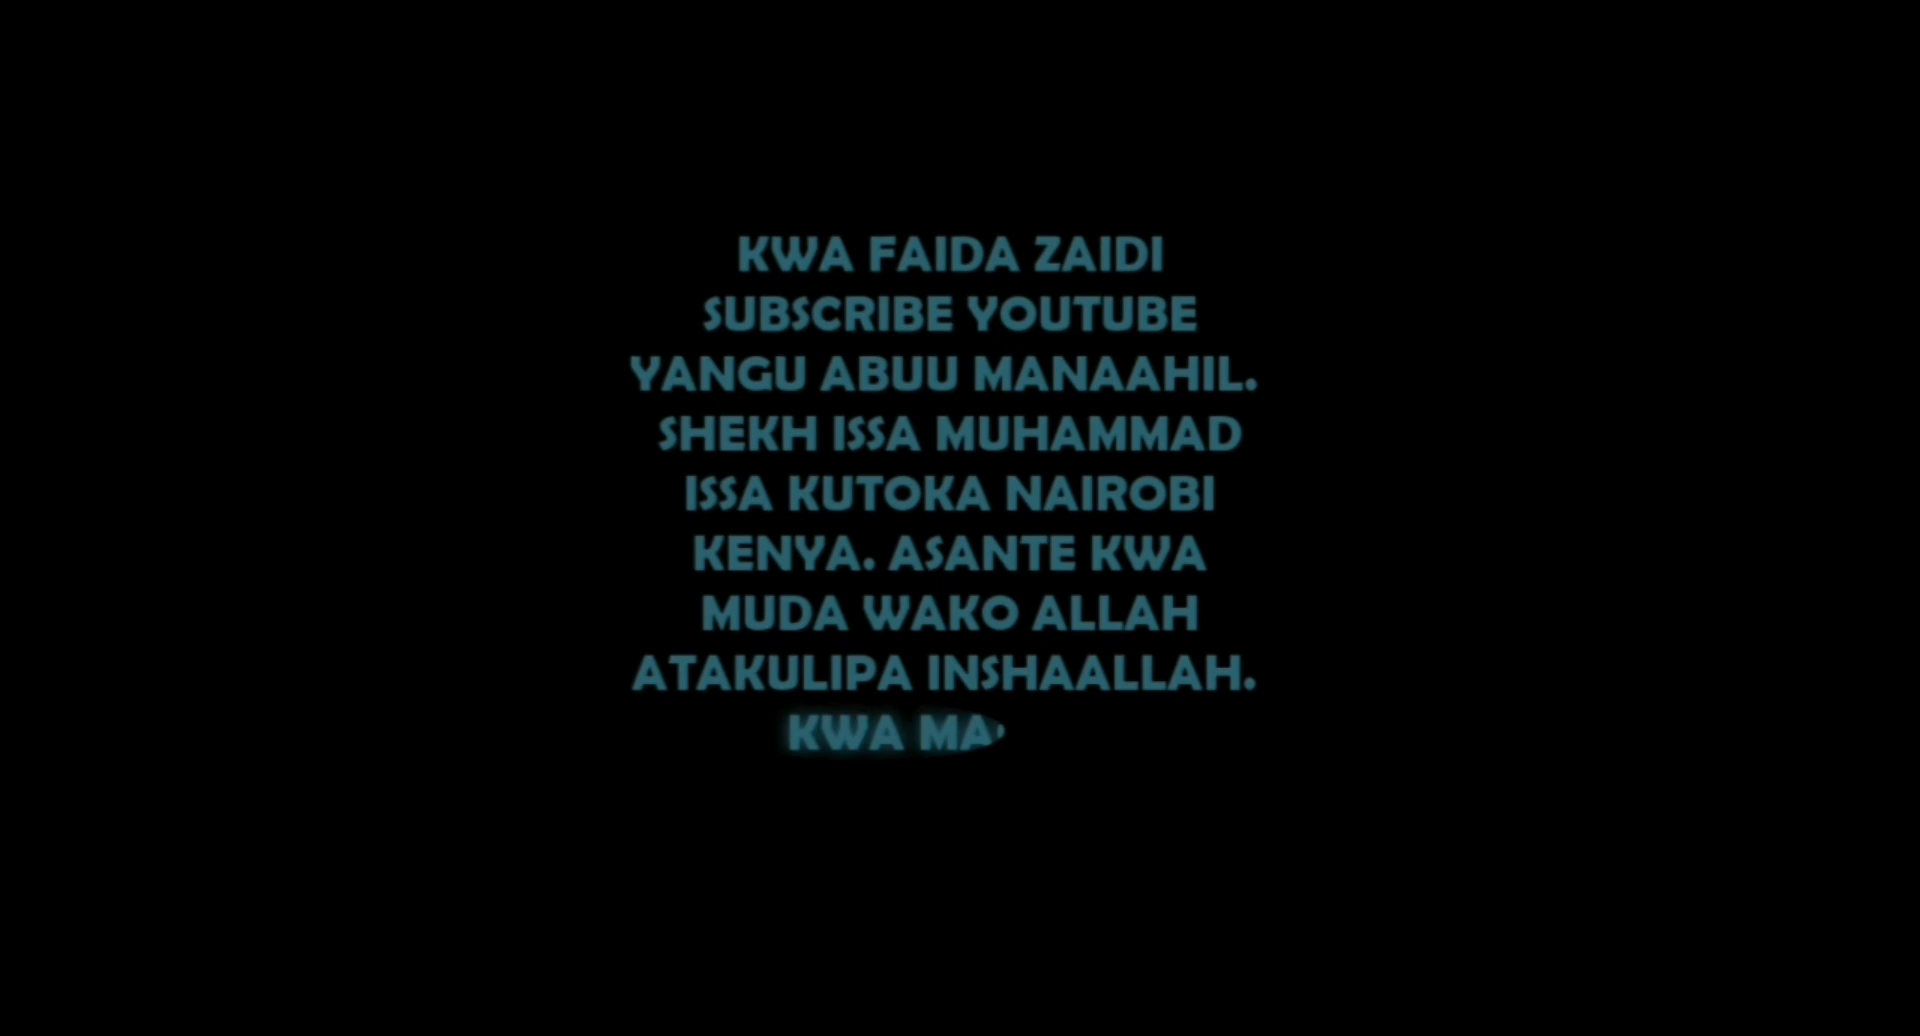 KWA FAIDA ZAIDI
SUBSCRIBE YOUTUBE
YANGU ABUU MANAAHIL.
SHEKH ISSA MUHAMMAD
ISSA KUTOKA NAIROBI
KENYA. ASANTE KWA
MUDA WAKO ALLAH
ATAKULIPA INSHAALLAH.
KWA